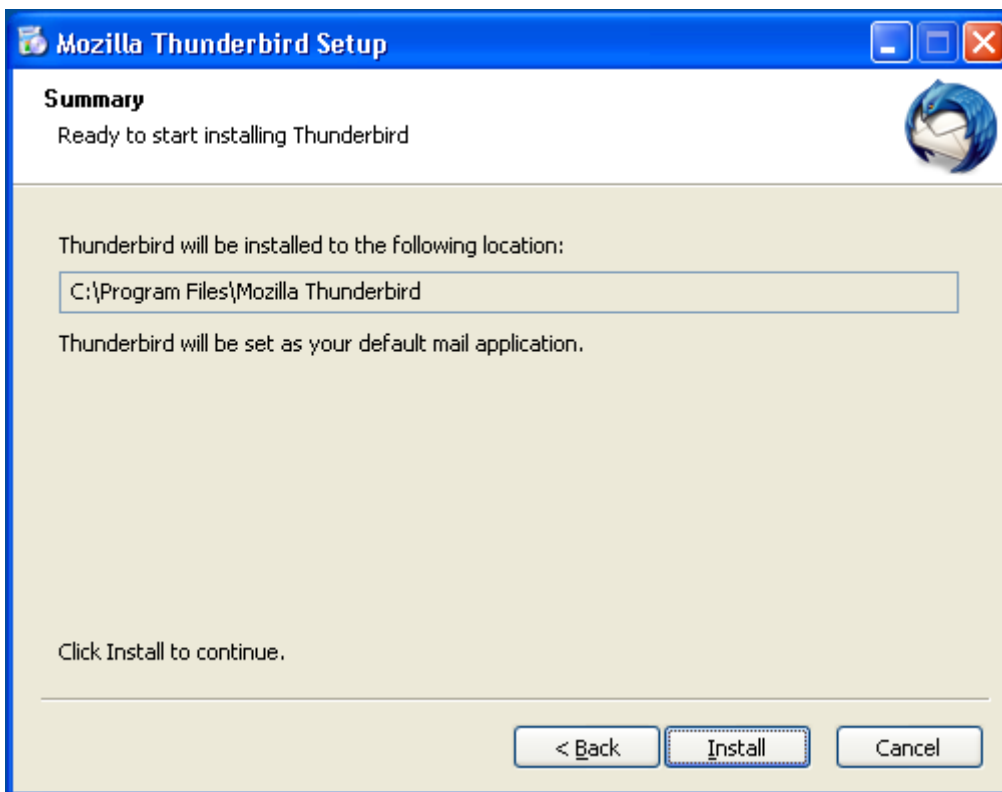 Mozilla Thunderbird Setup
Summary
Ready to start installing Thunderbird
Thunderbird will be installed to the following location:
C:\Program Files\Mozilla Thunderbird
Thunderbird will be set as your default mail application.
Click Install to continue.
< Back Install Cancel